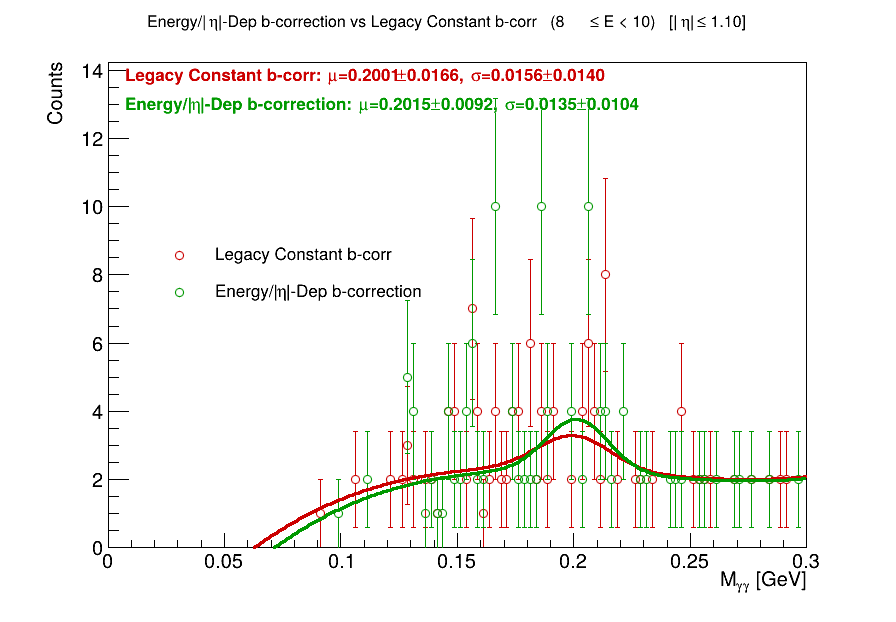 Energy/|η|-Dep b-correction vs Legacy Constant b-corr (8 ≤ E < 10) [|η| ≤ 1.10]
Counts
Legacy Constant b-corr: μ=0.2001±0.0166, σ=0.0156±0.0140
Energy/|η|-Dep b-correction: μ=0.2015±0.0092, σ=0.0135±0.0104
14
12
10
8
6
4
2
0
Legacy Constant b-corr
Energy/|η|-Dep b-correction
0 0.05 0.1 0.15 0.2 0.25 0.3
Mγγ [GeV]